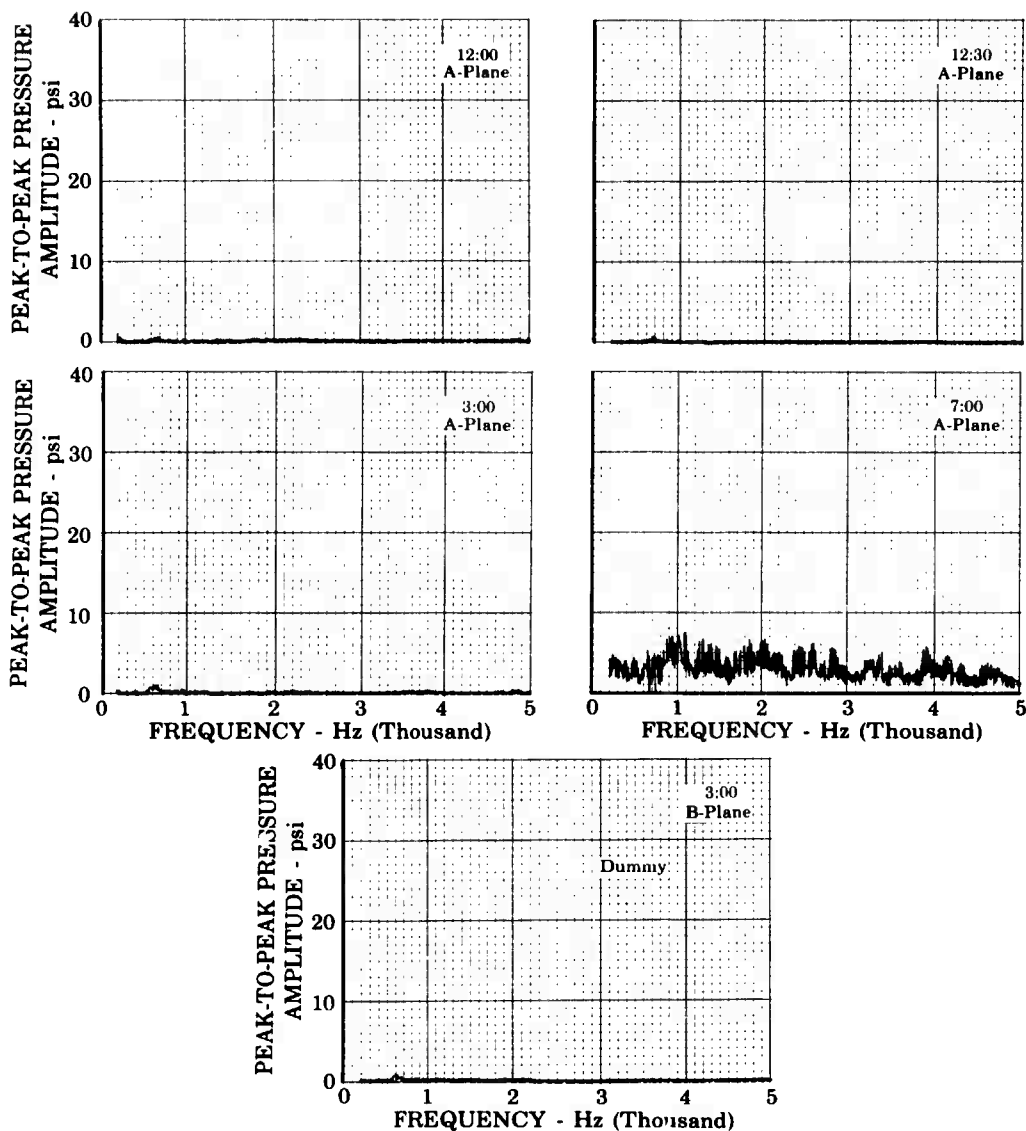 PEAK-TO-PEAK PRESSURE
AMPLITUDE - psi
40
30
20
10
0
12:00
A-Plane
12:30
A-Plane
PEAK-TO-PEAK PRESSURE
AMPLITUDE - psi
40
30
20
10
0
3:00
A-Plane
7:00
A-Plane
0 1 2 3 4 5
FREQUENCY - Hz (Thousand)
0 1 2 3 4 5
FREQUENCY - Hz (Thousand)
PEAK-TO-PEAK PRESSURE
AMPLITUDE - psi
40
30
20
10
0
3:00
B-Plane
Dummy
0 1 2 3 4 5
FREQUENCY - Hz (Thousand)